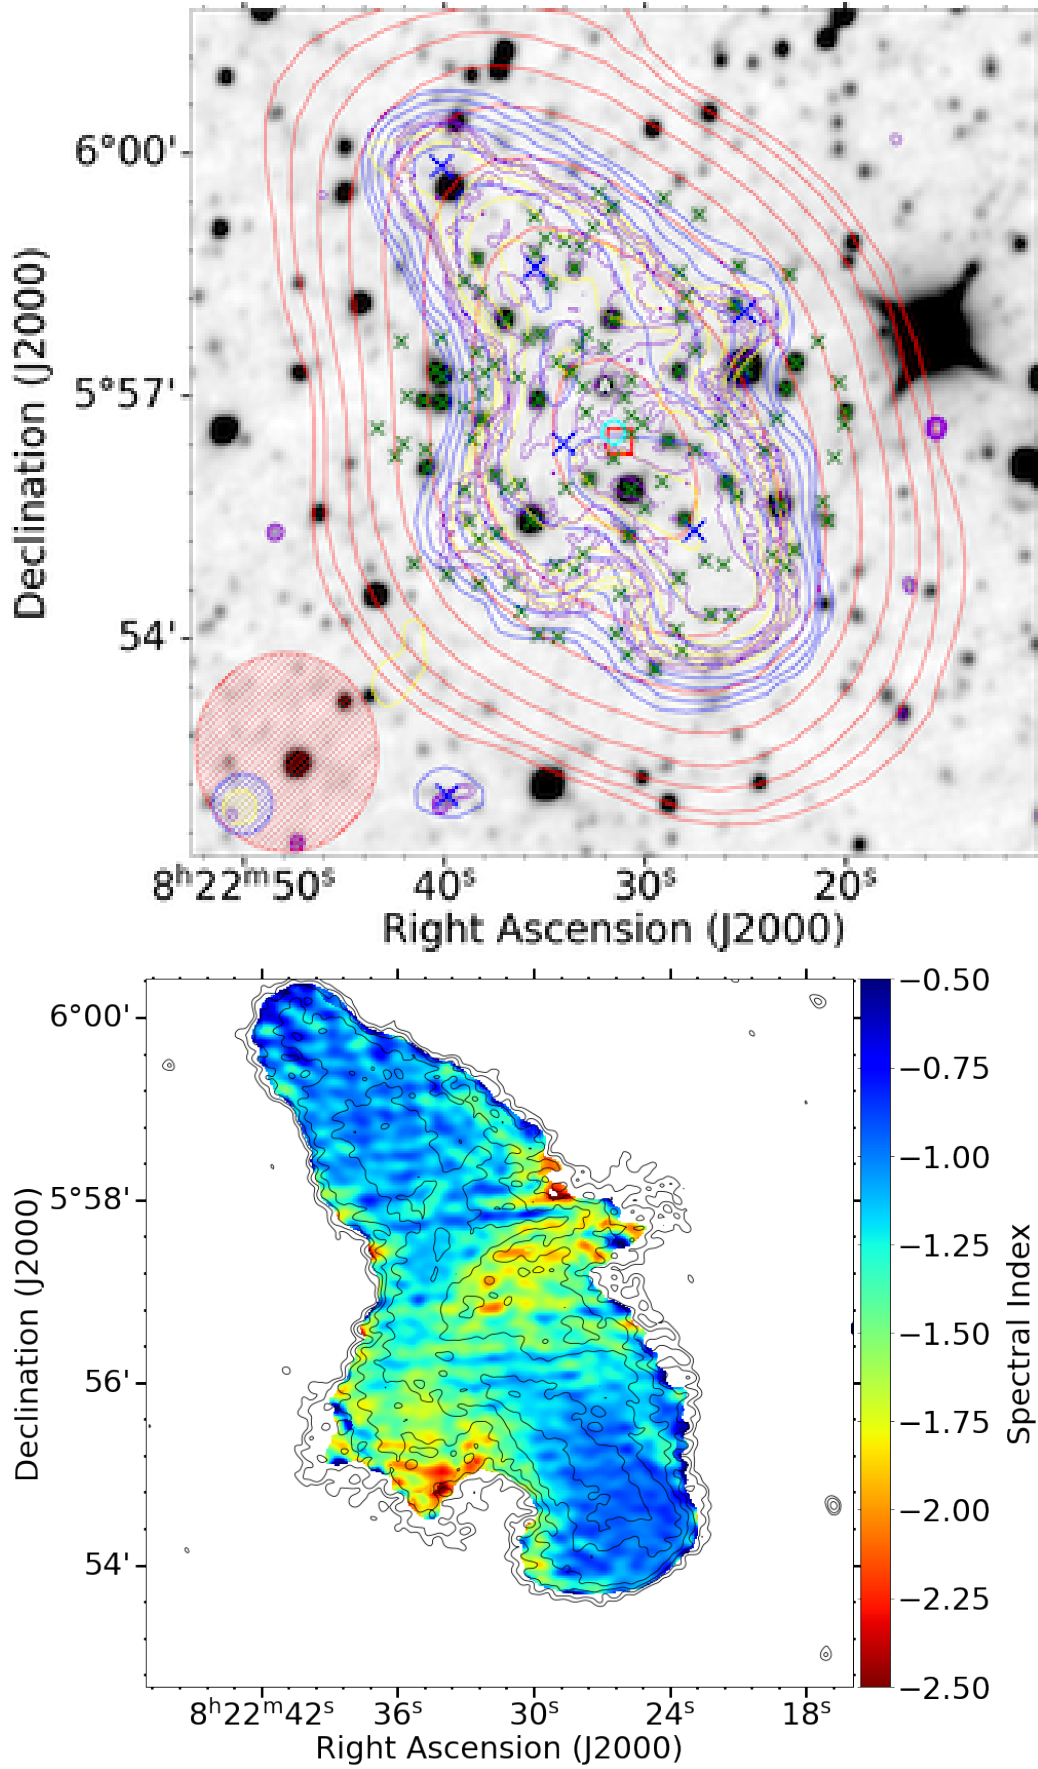 Declination (J2000)
6°00'
5°57'
54'
8ʰ22ᵐ50ˢ
40ˢ
30ˢ
20ˢ
Right Ascension (J2000)
Declination (J2000)
6°00'
5°58'
56'
54'
8ʰ22ᵐ42ˢ
36ˢ
30ˢ
24ˢ
18ˢ
Right Ascension (J2000)
−0.50
−0.75
−1.00
−1.25
−1.50
−1.75
−2.00
−2.25
−2.50
Spectral Index